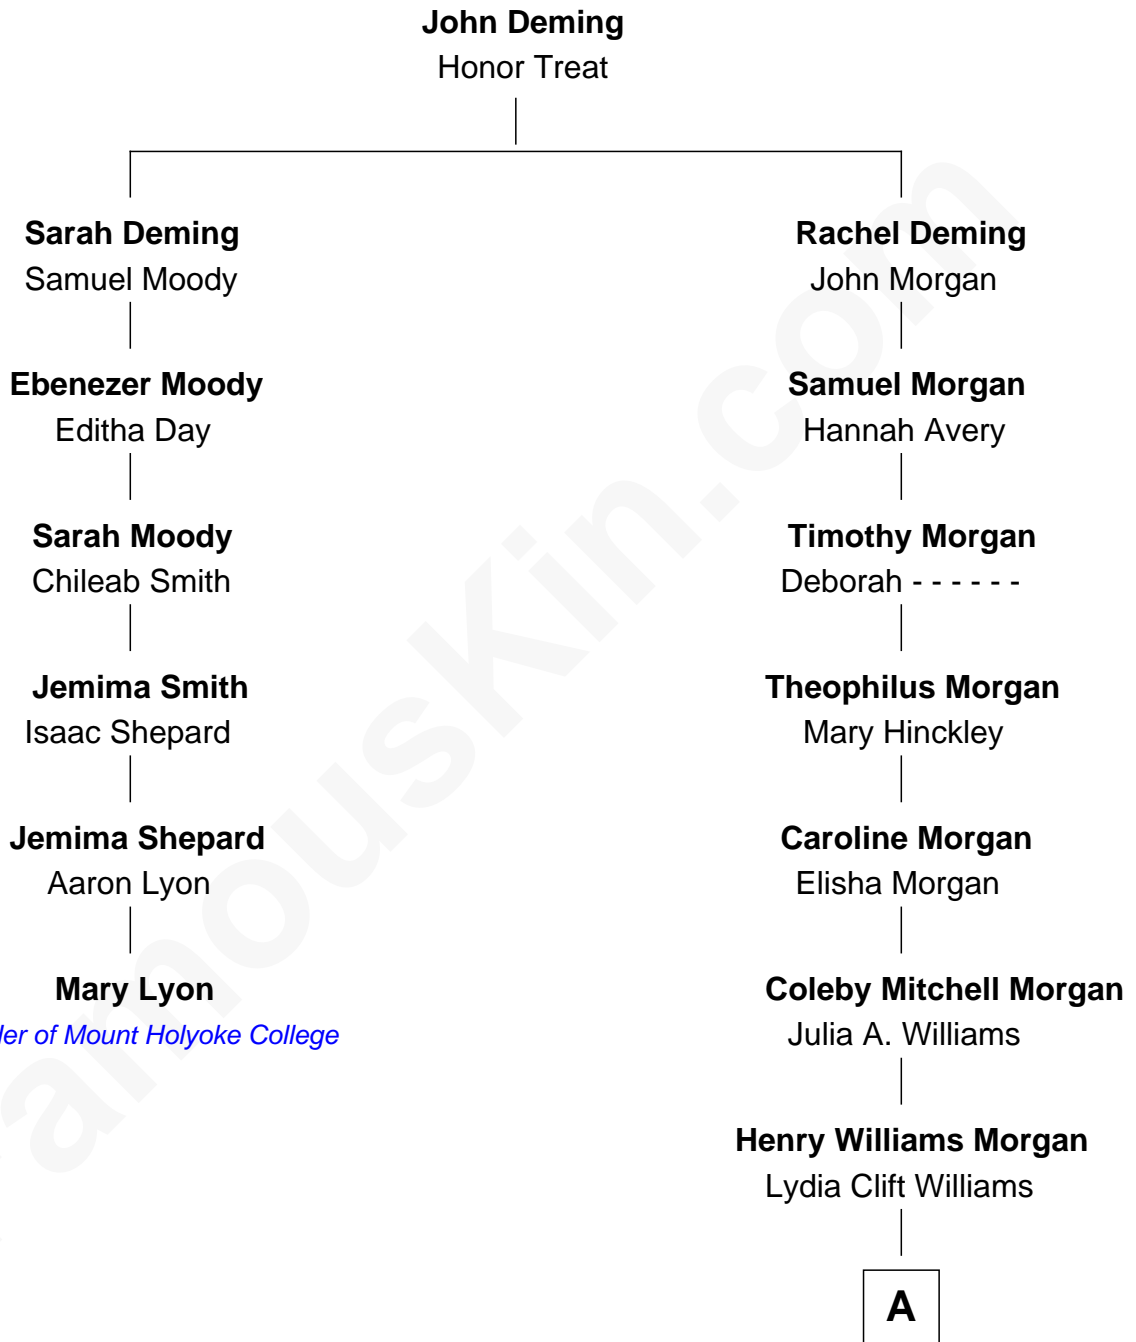 John Deming
Honor Treat
Sarah Deming
Samuel Moody
Rachel Deming
John Morgan
Ebenezer Moody
Editha Day
Samuel Morgan
Hannah Avery
Sarah Moody
Chileab Smith
Timothy Morgan
Deborah - - - - - -
Jemima Smith
Isaac Shepard
Theophilus Morgan
Mary Hinckley
Jemima Shepard
Aaron Lyon
Caroline Morgan
Elisha Morgan
Mary Lyon
of Mount Holyoke College
Coleby Mitchell Morgan
Julia A. Williams
Henry Williams Morgan
Lydia Clift Williams
A
amousKin.com